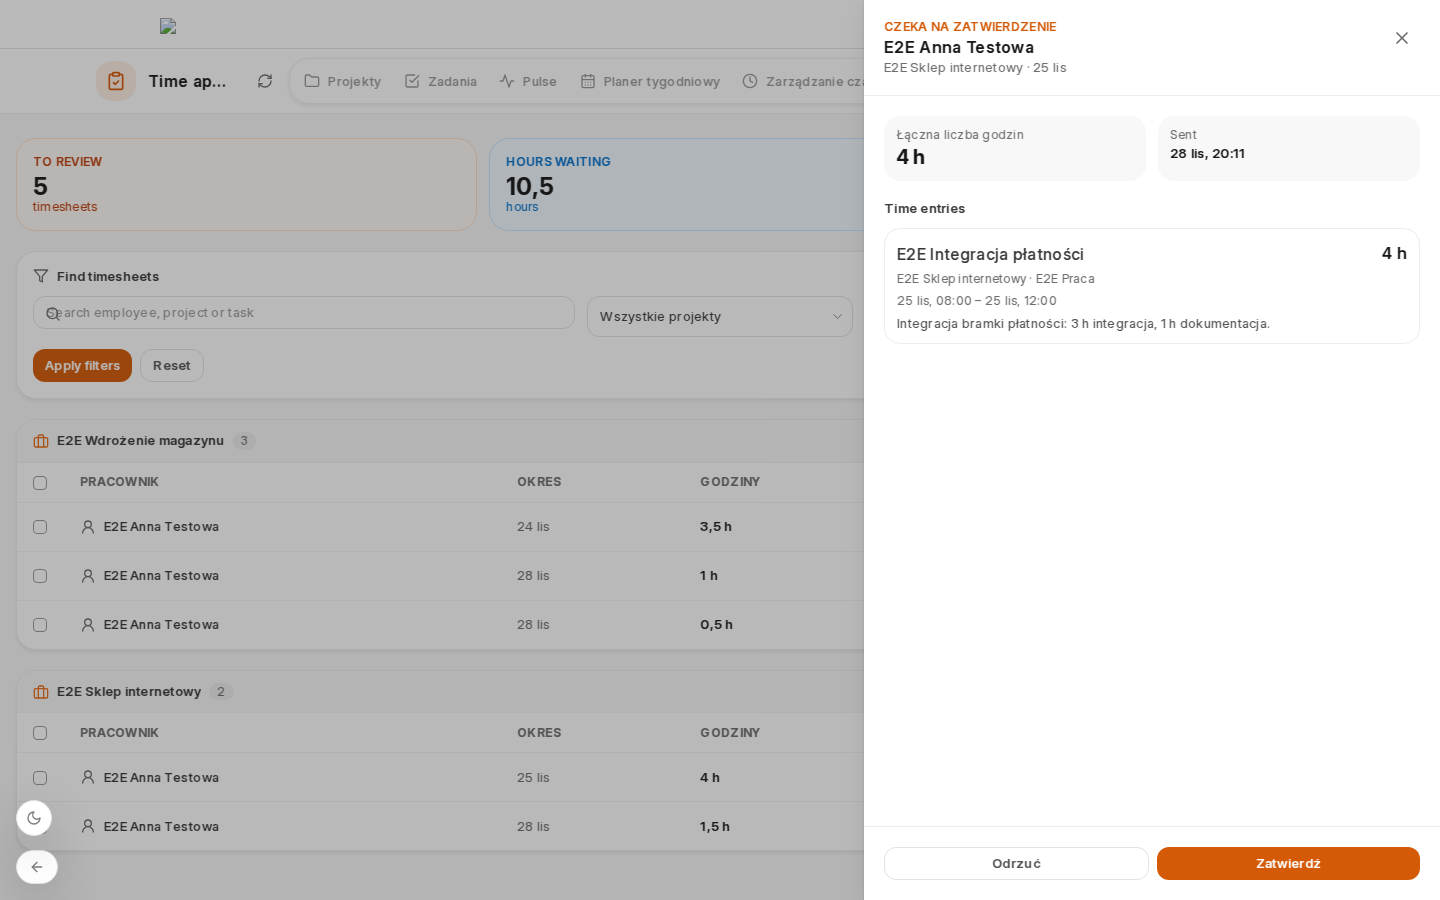 Time ap...
Projekty
Zadania
Pulse
Planer tygodniowy
Zarządzanie cza
TO REVIEW
5
timesheets
HOURS WAITING
10,5
hours
Find timesheets
Search employee, project or task
Wszystkie projekty
Apply filters
Reset
E2E Wdrożenie magazynu 3
PRACOWNIK OKRES GODZINY
E2E Anna Testowa 24 lis 3,5 h
E2E Anna Testowa 28 lis 1 h
E2E Anna Testowa 28 lis 0,5 h
E2E Sklep internetowy 2
PRACOWNIK OKRES GODZINY
E2E Anna Testowa 25 lis 4 h
E2E Anna Testowa 28 lis 1,5 h
CZEKA NA ZATWIERDZENIE
E2E Anna Testowa
E2E Sklep internetowy · 25 lis
Łączna liczba godzin
4 h
Sent
28 lis, 20:11
Time entries
E2E Integracja płatności 4 h
E2E Sklep internetowy · E2E Praca
25 lis, 08:00 – 25 lis, 12:00
Integracja bramki płatności: 3 h integracja, 1 h dokumentacja.
Odrzuć
Zatwierdź